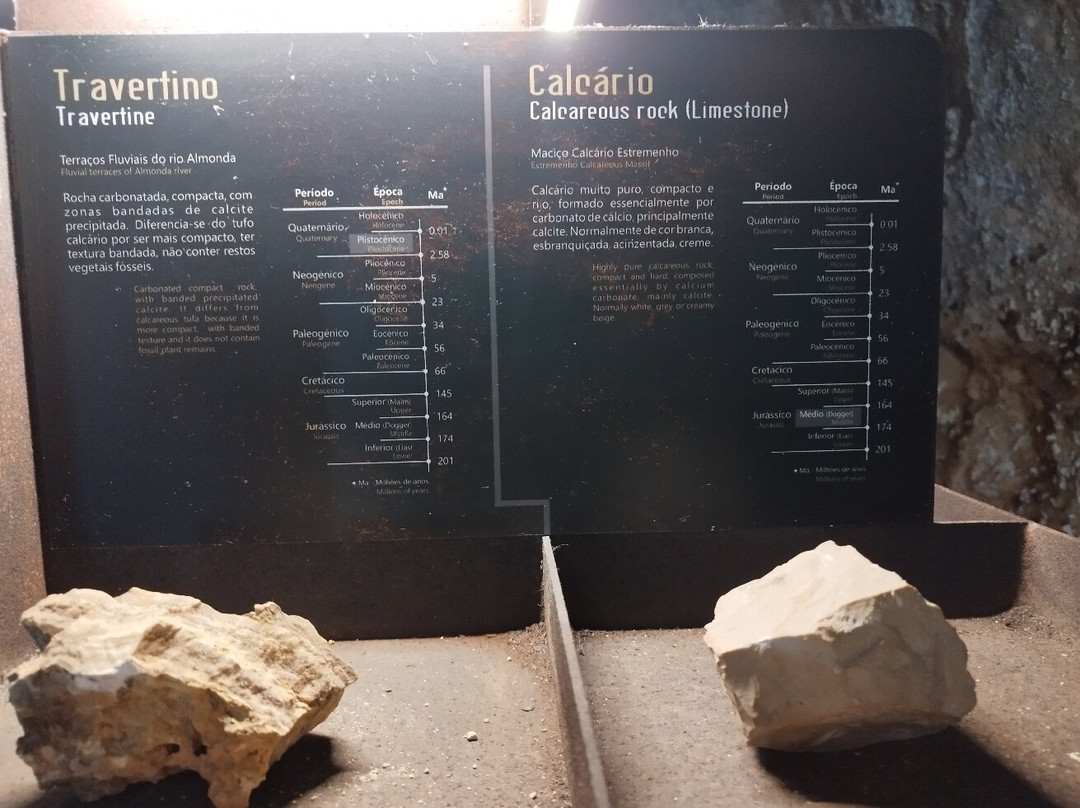 Travertino
Travertine
Terraços Fluviais do rio Almonda
Fluvial terraces of Almonda river
Rocha carbonatada, compacta, com
zonas bandadas de calcite
precipitada. Diferencia-se do tufo
calcário por ser mais compacto, ter
textura bandada, não conter restos
vegetais fósseis.
Carbonated compact rock,
with banded precipitated
calcite. It differs from
calcareous tufa because it is
more compact, with banded
texture and it does not contain
fossil plant remains.
Período Época Ma*
Period Epoch
Holocénico
Holocene
Quaternário 0.01
Quaternary
Plistocénico
Pleistocene
2.58
Pliocénico
Pliocene
Neogénico 5
Neogene
Miocénico
Miocene
23
Oligocénico
Oligocene
34
Paleogénico Eocénico
Paleogene Eocene
56
Paleocénico
Paleocene
66
Cretácico
Cretaceous
145
Superior (Malm)
Upper
164
Jurássico Médio (Dogger)
Jurassic Middle
174
Inferior (Lias)
Lower
201
* Ma Milhões de anos
Millions of years
Calcário
Calcareous rock (Limestone)
Maciço Calcário Estremenho
Estremenho Calcareous Massif
Calcário muito puro, compacto e
rijo, formado essencialmente por
carbonato de cálcio, principalmente
calcite. Normalmente de cor branca,
esbranquiçada, acinzentada, creme.
Highly pure calcareous rock,
compact and hard, composed
essentially by calcium
carbonate, mainly calcite.
Normaly white, grey or creamy
beige.
Período Época Ma*
Period Epoch
Holocénico
Holocene
Quaternário 0.01
Quaternary
Plistocénico
Pleistocene
2.58
Pliocénico
Pliocene
Neogénico 5
Neogene
Miocénico
Miocene
23
Oligocénico
Oligocene
34
Paleogénico Eocénico
Paleogene Eocene
56
Paleocénico
Paleocene
66
Cretácico
Cretaceous
145
Superior (Malm)
Upper
164
Jurássico Médio (Dogger)
Jurassic Middle
174
Inferior (Lias)
Lower
201
* Ma Milhões de anos
Millions of years